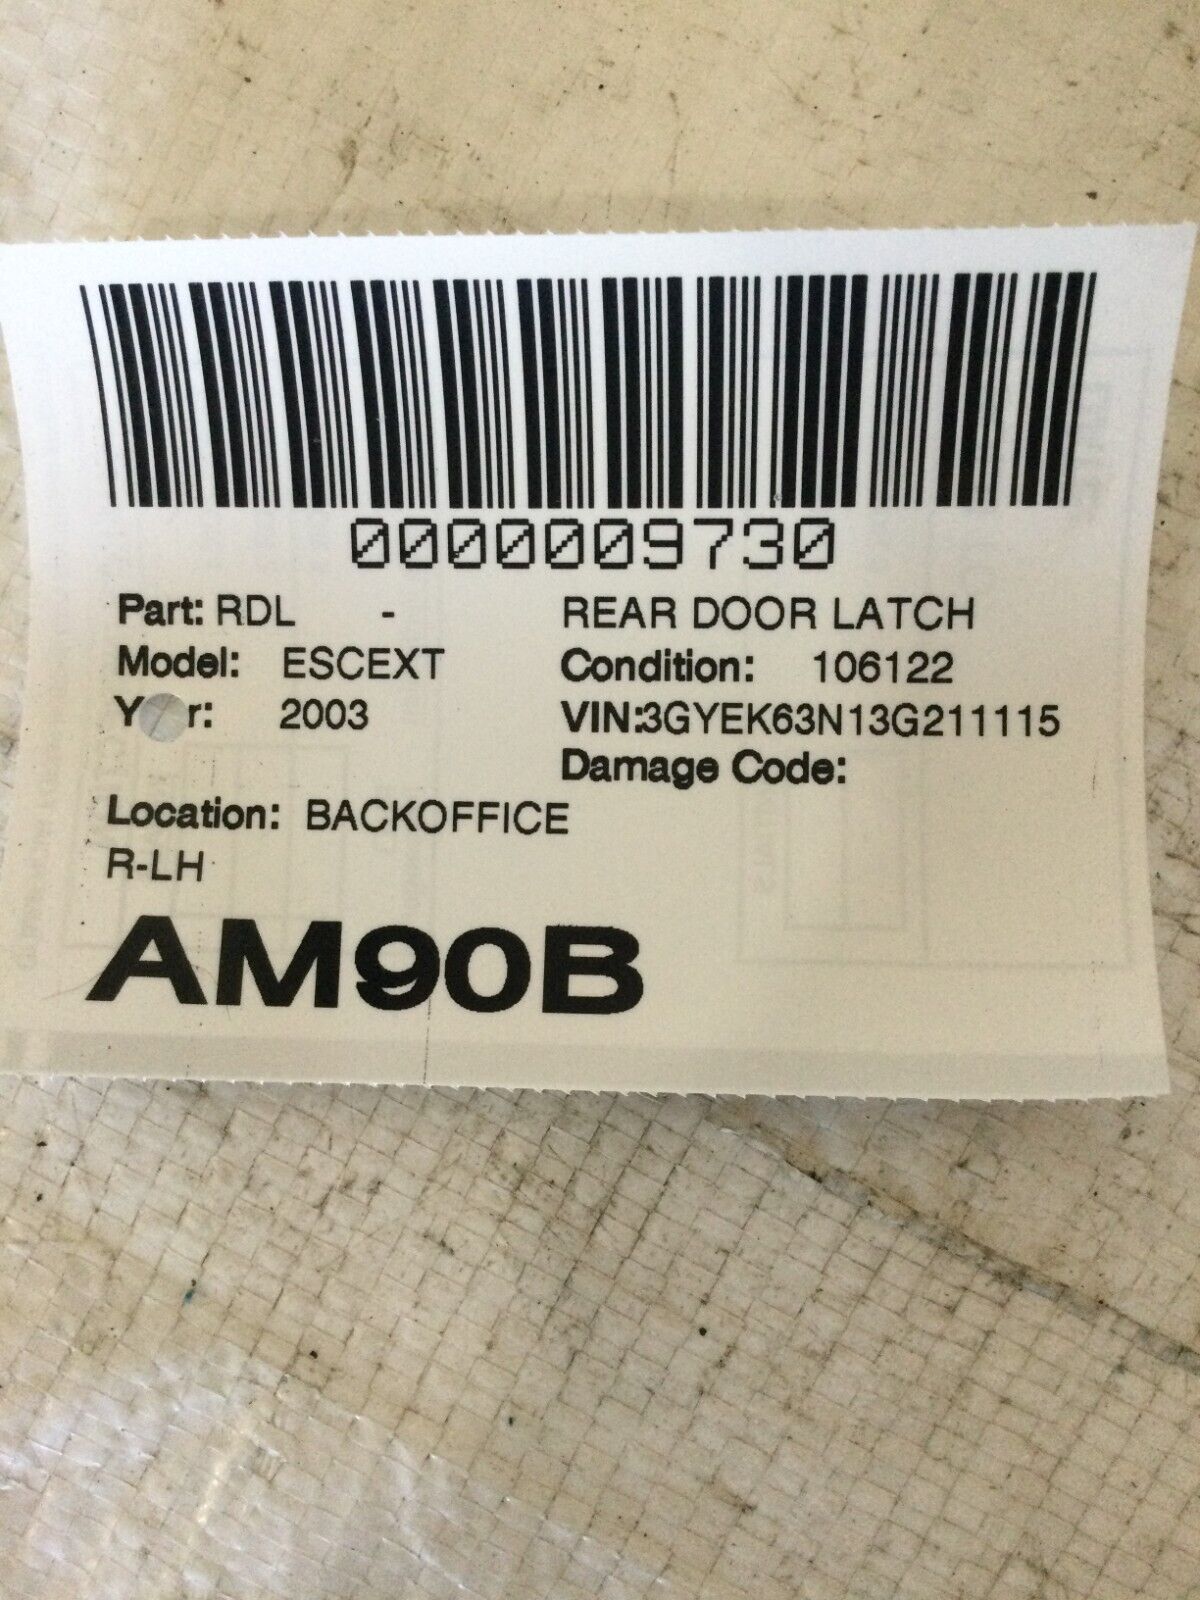 0000009730
Part: RDL - REAR DOOR LATCH
Model: ESCEXT Condition: 106122
2003 VIN:3GYEK63N13G211115
Damage Code:
Location: BACKOFFICE
R-LH
AM90B